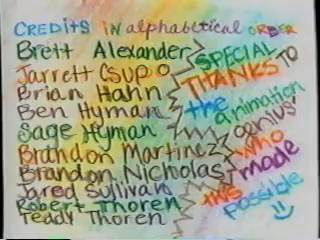 CREDITS IN alphabetical ORDER
Brett Alexander
Jarrett CSUPO
Brian Hahn
Ben Hyman
Sage Hyman
Brandon Martinez
Brandon Nicholas
Jared Sullivan
Robert Thoren
Teddy Thoren
SPECIAL
THANKS TO
the animation
genius'
who
made
this
possible